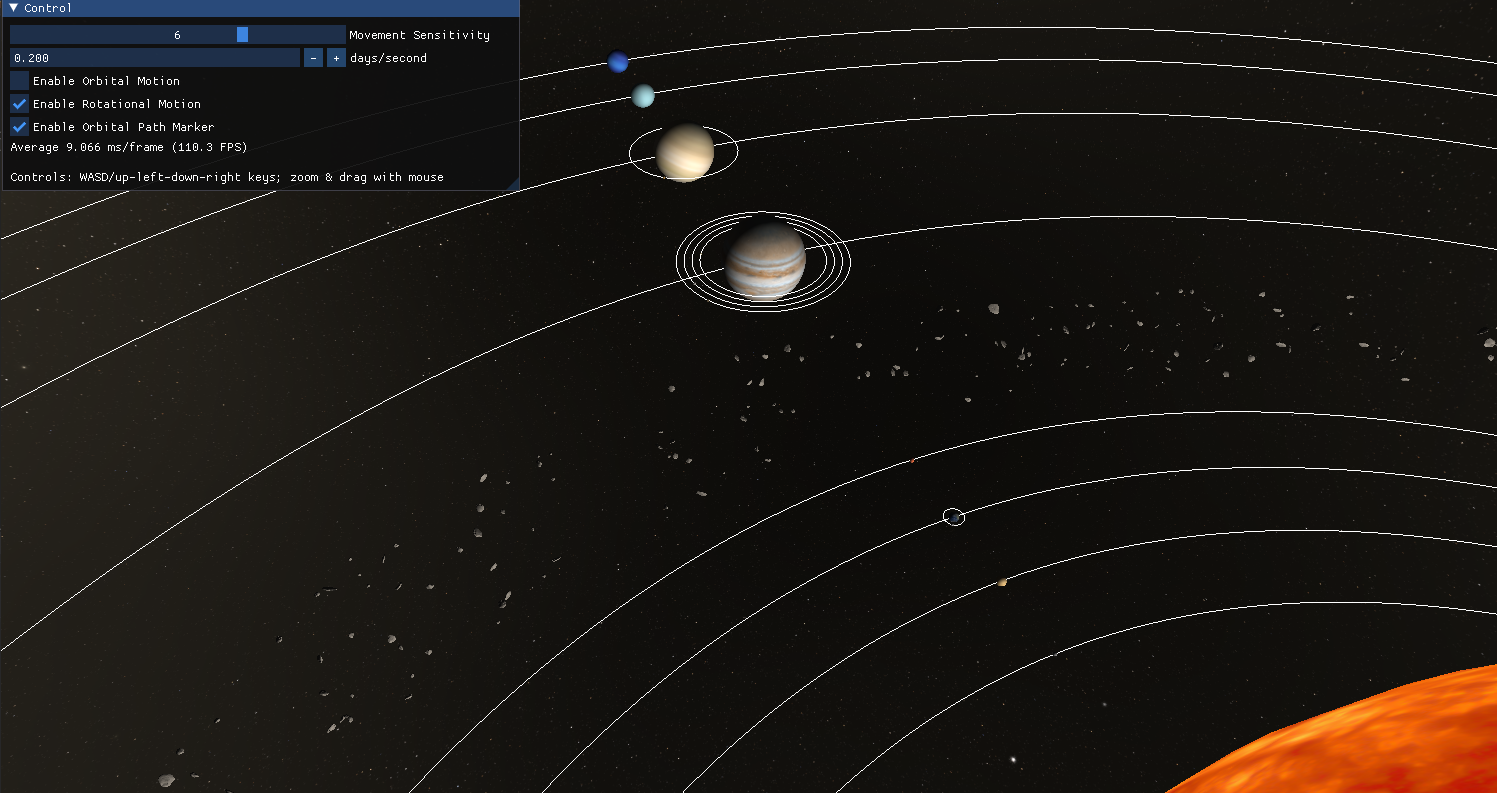 Control
6 Movement Sensitivity
0.200 - + days/second
Enable Orbital Motion
Enable Rotational Motion
Enable Orbital Path Marker
Average 9.066 ms/frame (110.3 FPS)
Controls: WASD/up-left-down-right keys; zoom & drag with mouse